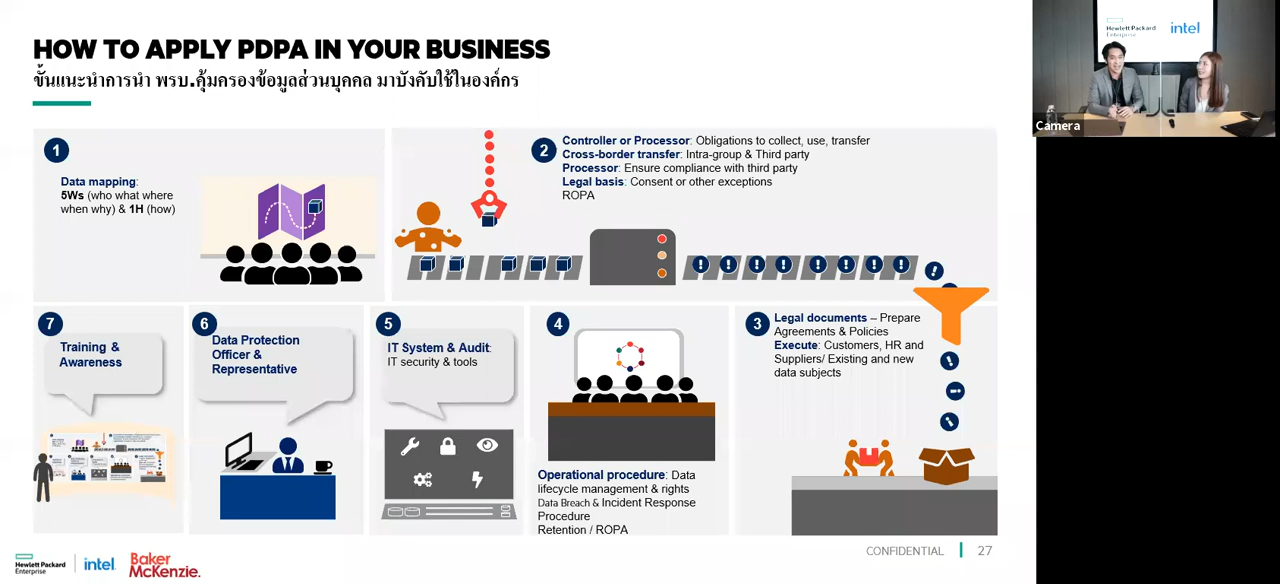 HOW TO APPLY PDPA IN YOUR BUSINESS
ขั้นแนะนำการนำ พรบ.คุ้มครองข้อมูลส่วนบุคคล มาบังคับใช้ในองค์กร
1
Data mapping:
5Ws (who what where
when why) & 1H (how)
2
Controller or Processor: Obligations to collect, use, transfer
Cross-border transfer: Intra-group & Third party
Processor: Ensure compliance with third party
Legal basis: Consent or other exceptions
ROPA
7
Training &
Awareness
6
Data Protection
Officer &
Representative
5
IT System & Audit:
IT security & tools
4
Operational procedure: Data
lifecycle management & rights
Data Breach & Incident Response
Procedure
Retention / ROPA
3
Legal documents – Prepare
Agreements & Policies
Execute: Customers, HR and
Suppliers/ Existing and new
data subjects
Hewlett Packard
Enterprise
intel
Baker
McKenzie.
CONFIDENTIAL
27
Hewlett Packard
Enterprise
intel
Camera